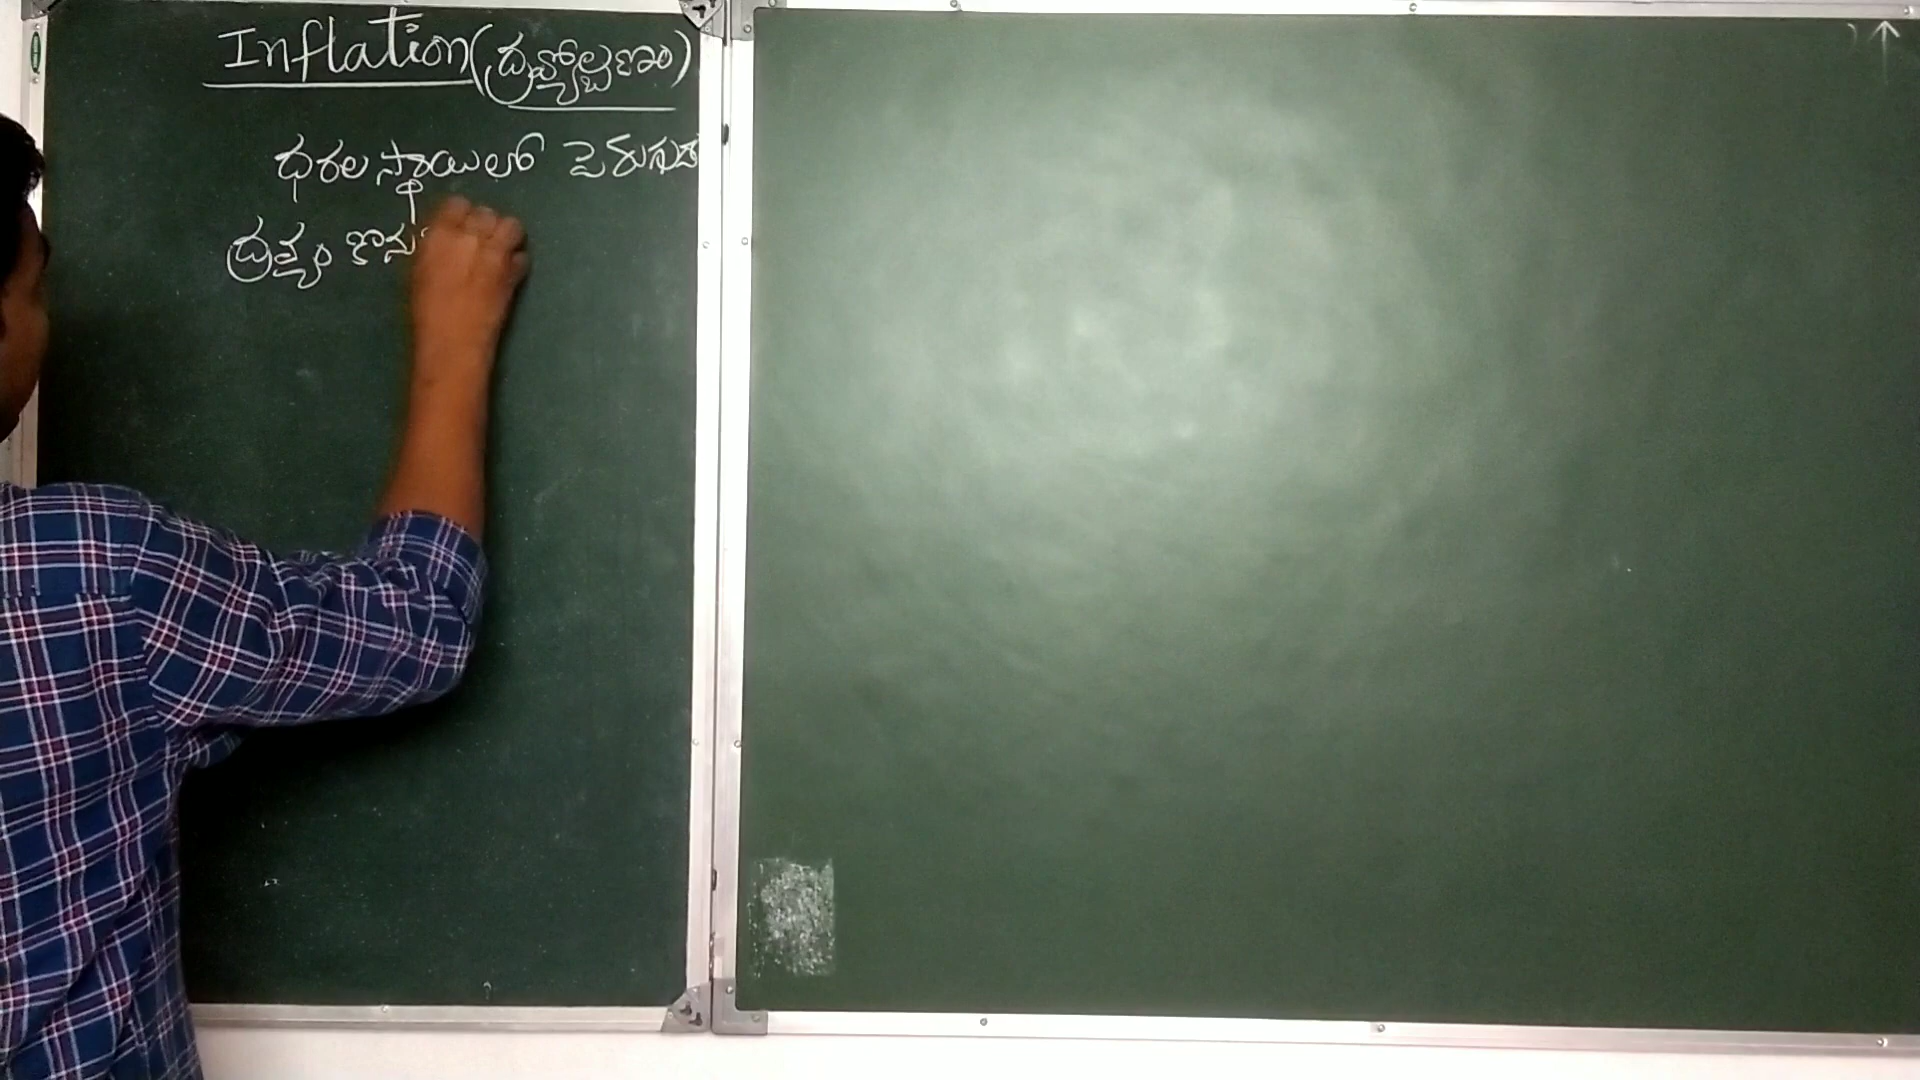 Inflation (ద్రవ్యోల్బణం)
ధరల స్థాయిలో పెరుగుద
ద్రవ్యం కొను